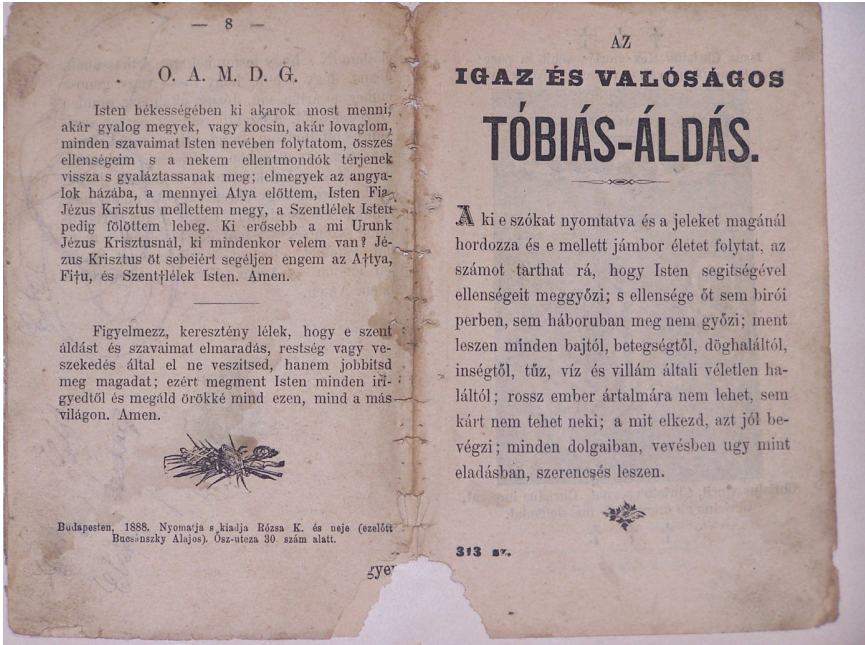 — 8 —
O. A. M. D. G.
Isten békességében ki akarok most menni,
akár gyalog megyek, vagy kocsin, akár lovaglom,
minden szavaimat Isten nevében folytatom, összes
ellenségeim s a nekem ellentmondók térjenek
vissza s gyaláztassanak meg; elmegyek az angya-
lok házába, a mennyei Atya előttem, Isten Fia
Jézus Krisztus mellettem megy, a Szentlélek Isten
pedig fölöttem lebeg. Ki erősebb a mi Urunk
Jézus Krisztusnál, ki mindenkor velem van? Jé-
zus Krisztus öt sebeiért segéljen engem az A†tya,
Fi†u, és Szent†lélek Isten. Amen.
Figyelmezz, keresztény lélek, hogy e szent
áldást és szavaimat elmaradás, restség vagy ve-
szekedés által el ne veszitsed, hanem jobbitsd
meg magadat; ezért megment Isten minden iri-
gyedtől és megáld örökké mind ezen, mind a más
világon. Amen.
Budapesten, 1888. Nyomatja s kiadja Rózsa K. és neje (ezelőtt
Bucsánszky Alajos). Ősz-utcza 30 szám alatt.
gyer
AZ
IGAZ ÉS VALÓSÁGOS
TÓBIÁS-ÁLDÁS.
A ki e szókat nyomtatva és a jeleket magánál
hordozza és e mellett jámbor életet folytat, az
számot tarthat rá, hogy Isten segitségével
ellenségeit meggyőzi; s ellensége őt sem birói
perben, sem háboruban meg nem győzi; ment
leszen minden bajtól, betegségtől, döghaláltól,
inségtől, tűz, víz és villám általi véletlen ha-
láltól; rossz ember ártalmára nem lehet, sem
kárt nem tehet neki; a mit elkezd, azt jól be-
végzi; minden dolgaiban, vevésben ugy mint
eladásban, szerencsés leszen.
313 sz.